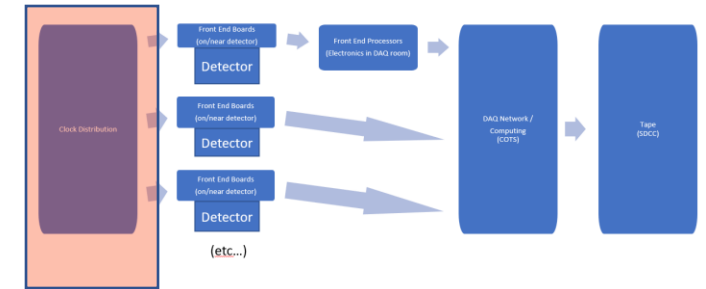 Clock Distribution
Front End Boards
(on/near detector)
Detector
Front End Processors
(Electronics in DAQ room)
Front End Boards
(on/near detector)
Detector
Front End Boards
(on/near detector)
Detector
(etc...)
DAQ Network /
Computing
(COTS)
Tape
(SDCC)